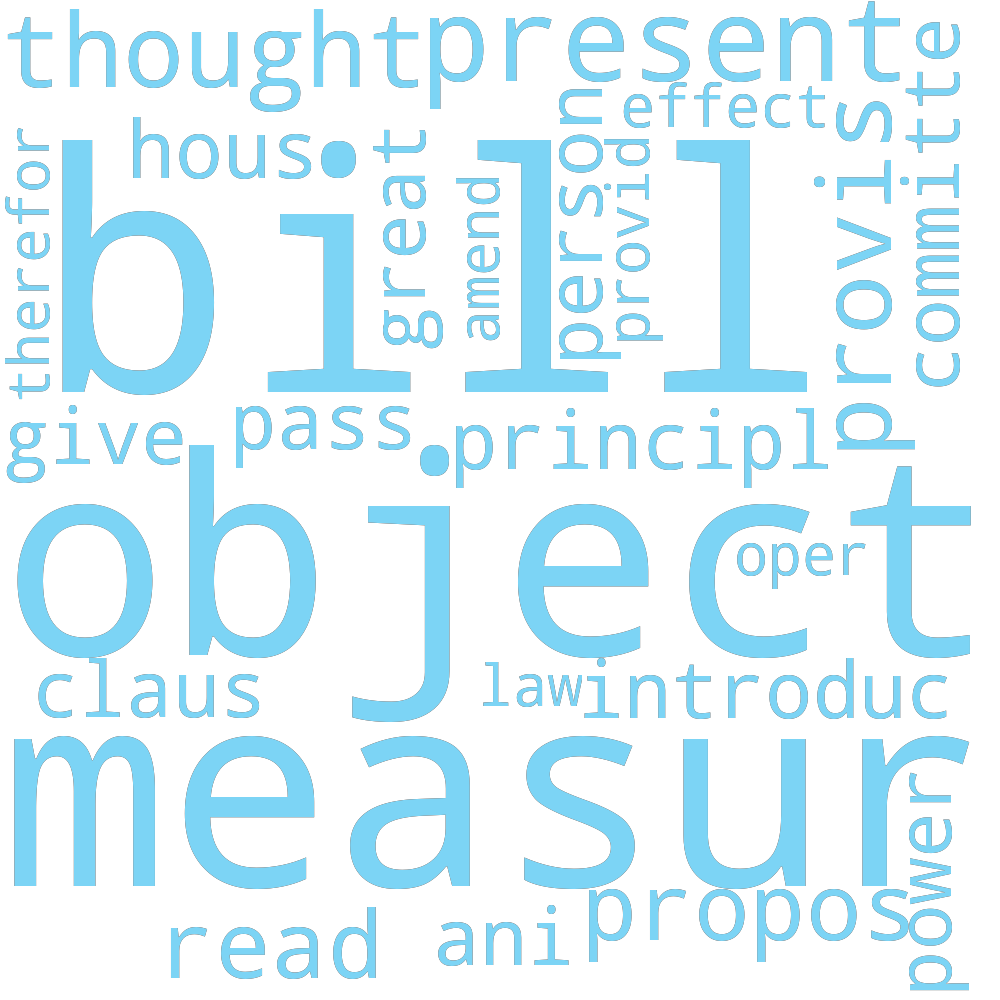 thought
present
effect
hous
therefor
bill
great
amend
person
provid
provis
committe
give
pass
principl
object
oper
claus
law
introduc
measur
power
propos
read
ani